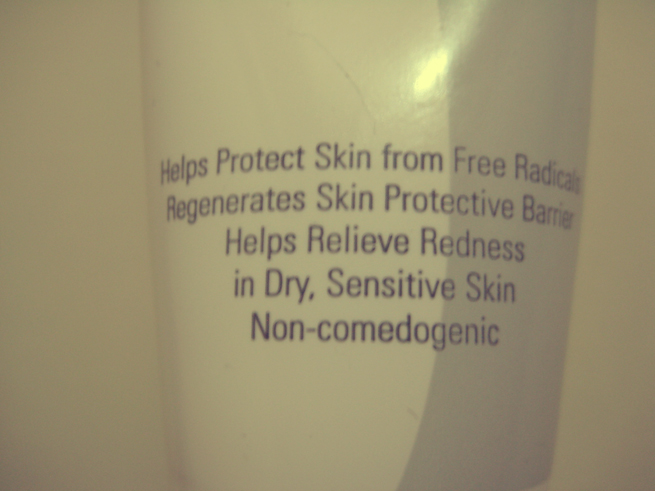 Helps Protect Skin from Free Radicals
Regenerates Skin Protective Barrier
Helps Relieve Redness
in Dry, Sensitive Skin
Non-comedogenic